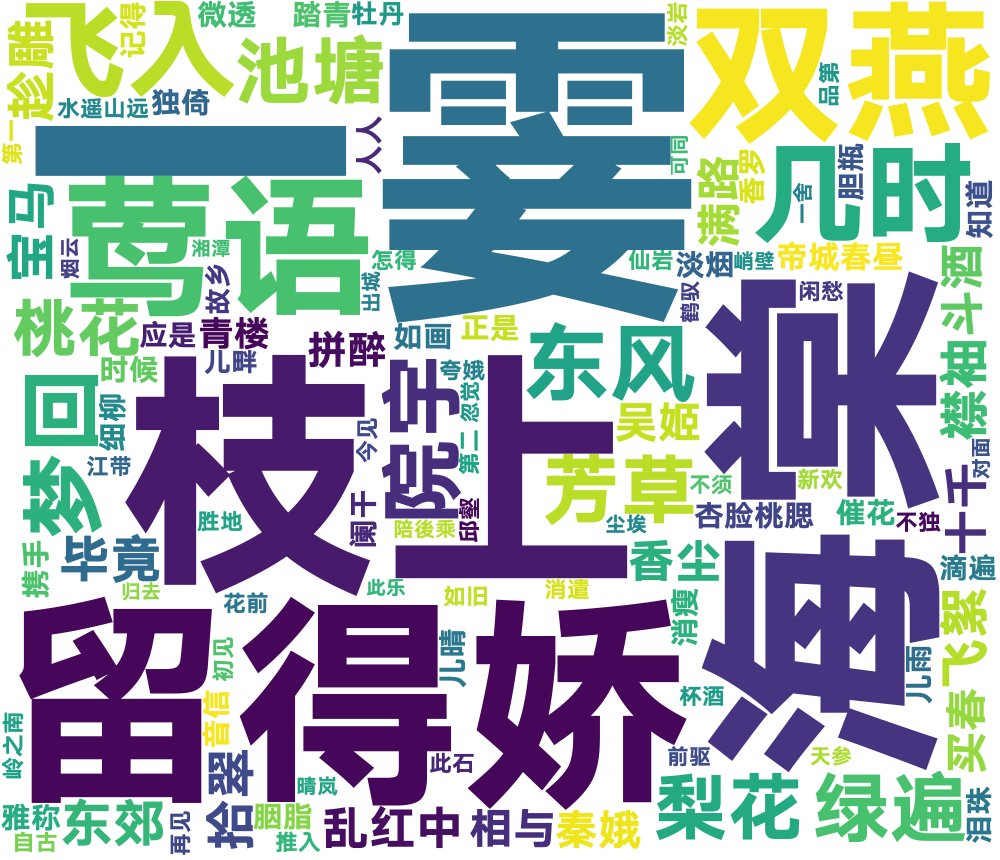 飞入
记得
微透
踏青
牡丹
淡岩
双燕
趁雕
池塘
一霎
水遥山远
独倚
人人
品第
第一
可同
香罗
胆瓶
几时
满路
一舍
知道
宝马
莺语
湘潭
烟云
故乡
出城
怎得
仙岩
淡烟
峭壁
帝城春昼
鹤驭
闲愁
襟袖斗酒
桃花
应是
青楼
儿畔
拼醉
如画
正是
东风
海棠
时候
梦回
细柳
江带
枝上
院宇
夸娥
忍觉
第二
今见
吴姬
芳草
不须
新欢
对面
胜地
阑干
陪後乘
邱壑
尘埃
杏脸桃腮
催花
不独
十千
毕竟
携手
香尘
滴遍
归去
花前
此乐
如旧
消遣
消瘦
留得娇
初见
儿晴
杯酒
儿雨
买春飞絮
音信
岭之南
拾翠
晴岚
此石
前驱
天参
雅称
东郊
自古
再见
胭脂
推入
乱红中
相与
秦娥
梨花
绿遍
泪珠